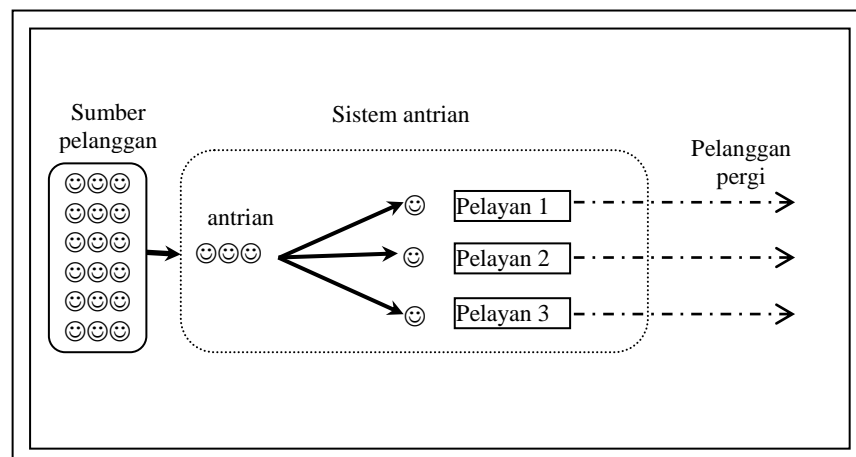 Sumber
pelanggan
Sistem antrian
Pelanggan
pergi
antrian
Pelayan 1
Pelayan 2
Pelayan 3